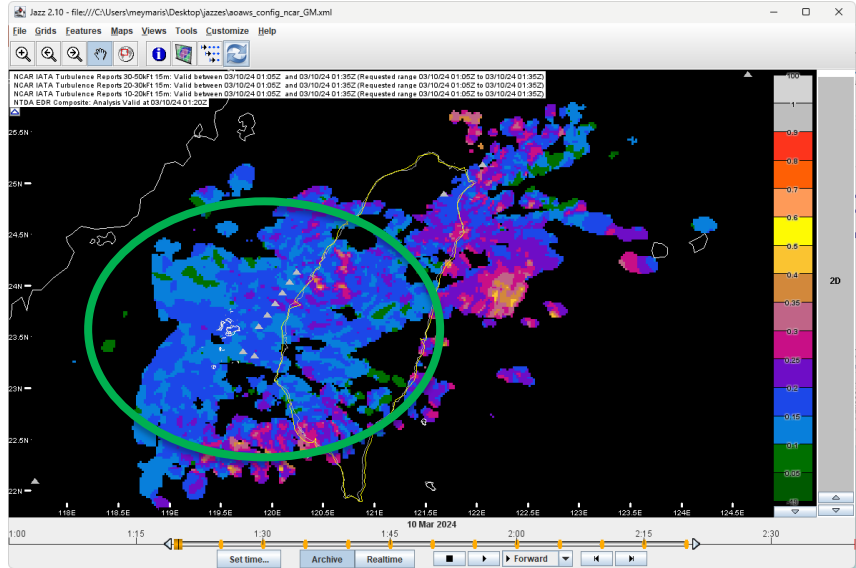 Jazz 2.10 - file:///C:\Users\meymaris\Desktop\jazzes\aoaws_config_ncar_GM.xml
File Grids Features Maps Views Tools Customize Help
NCAR IATA Turbulence Reports 30-50kFt 15m: Valid between 03/10/24 01:05Z and 03/10/24 01:35Z (Requested range 03/10/24 01:05Z to 03/10/24 01:35Z)
NCAR IATA Turbulence Reports 20-30kFt 15m: Valid between 03/10/24 01:05Z and 03/10/24 01:35Z (Requested range 03/10/24 01:05Z to 03/10/24 01:35Z)
NCAR IATA Turbulence Reports 10-20kFt 15m: Valid between 03/10/24 01:05Z and 03/10/24 01:35Z (Requested range 03/10/24 01:05Z to 03/10/24 01:35Z)
NTDA EDR Composite: Analysis Valid at 03/10/24 01:20Z
100
1
0.9
0.8
0.7
0.6
0.5
0.45
0.4
0.35
0.3
0.25
0.2
0.15
0.1
0.05
2D
25.5N
25N
24.5N
24N
23.5N
23N
22.5N
22N
118E 118.5E 119E 119.5E 120E 120.5E 121E 121.5E 122E 122.5E 123E 123.5E 124E 124.5E
10 Mar 2024
1:00 1:15 1:30 1:45 2:00 2:15 2:30
Set time... Archive Realtime Forward